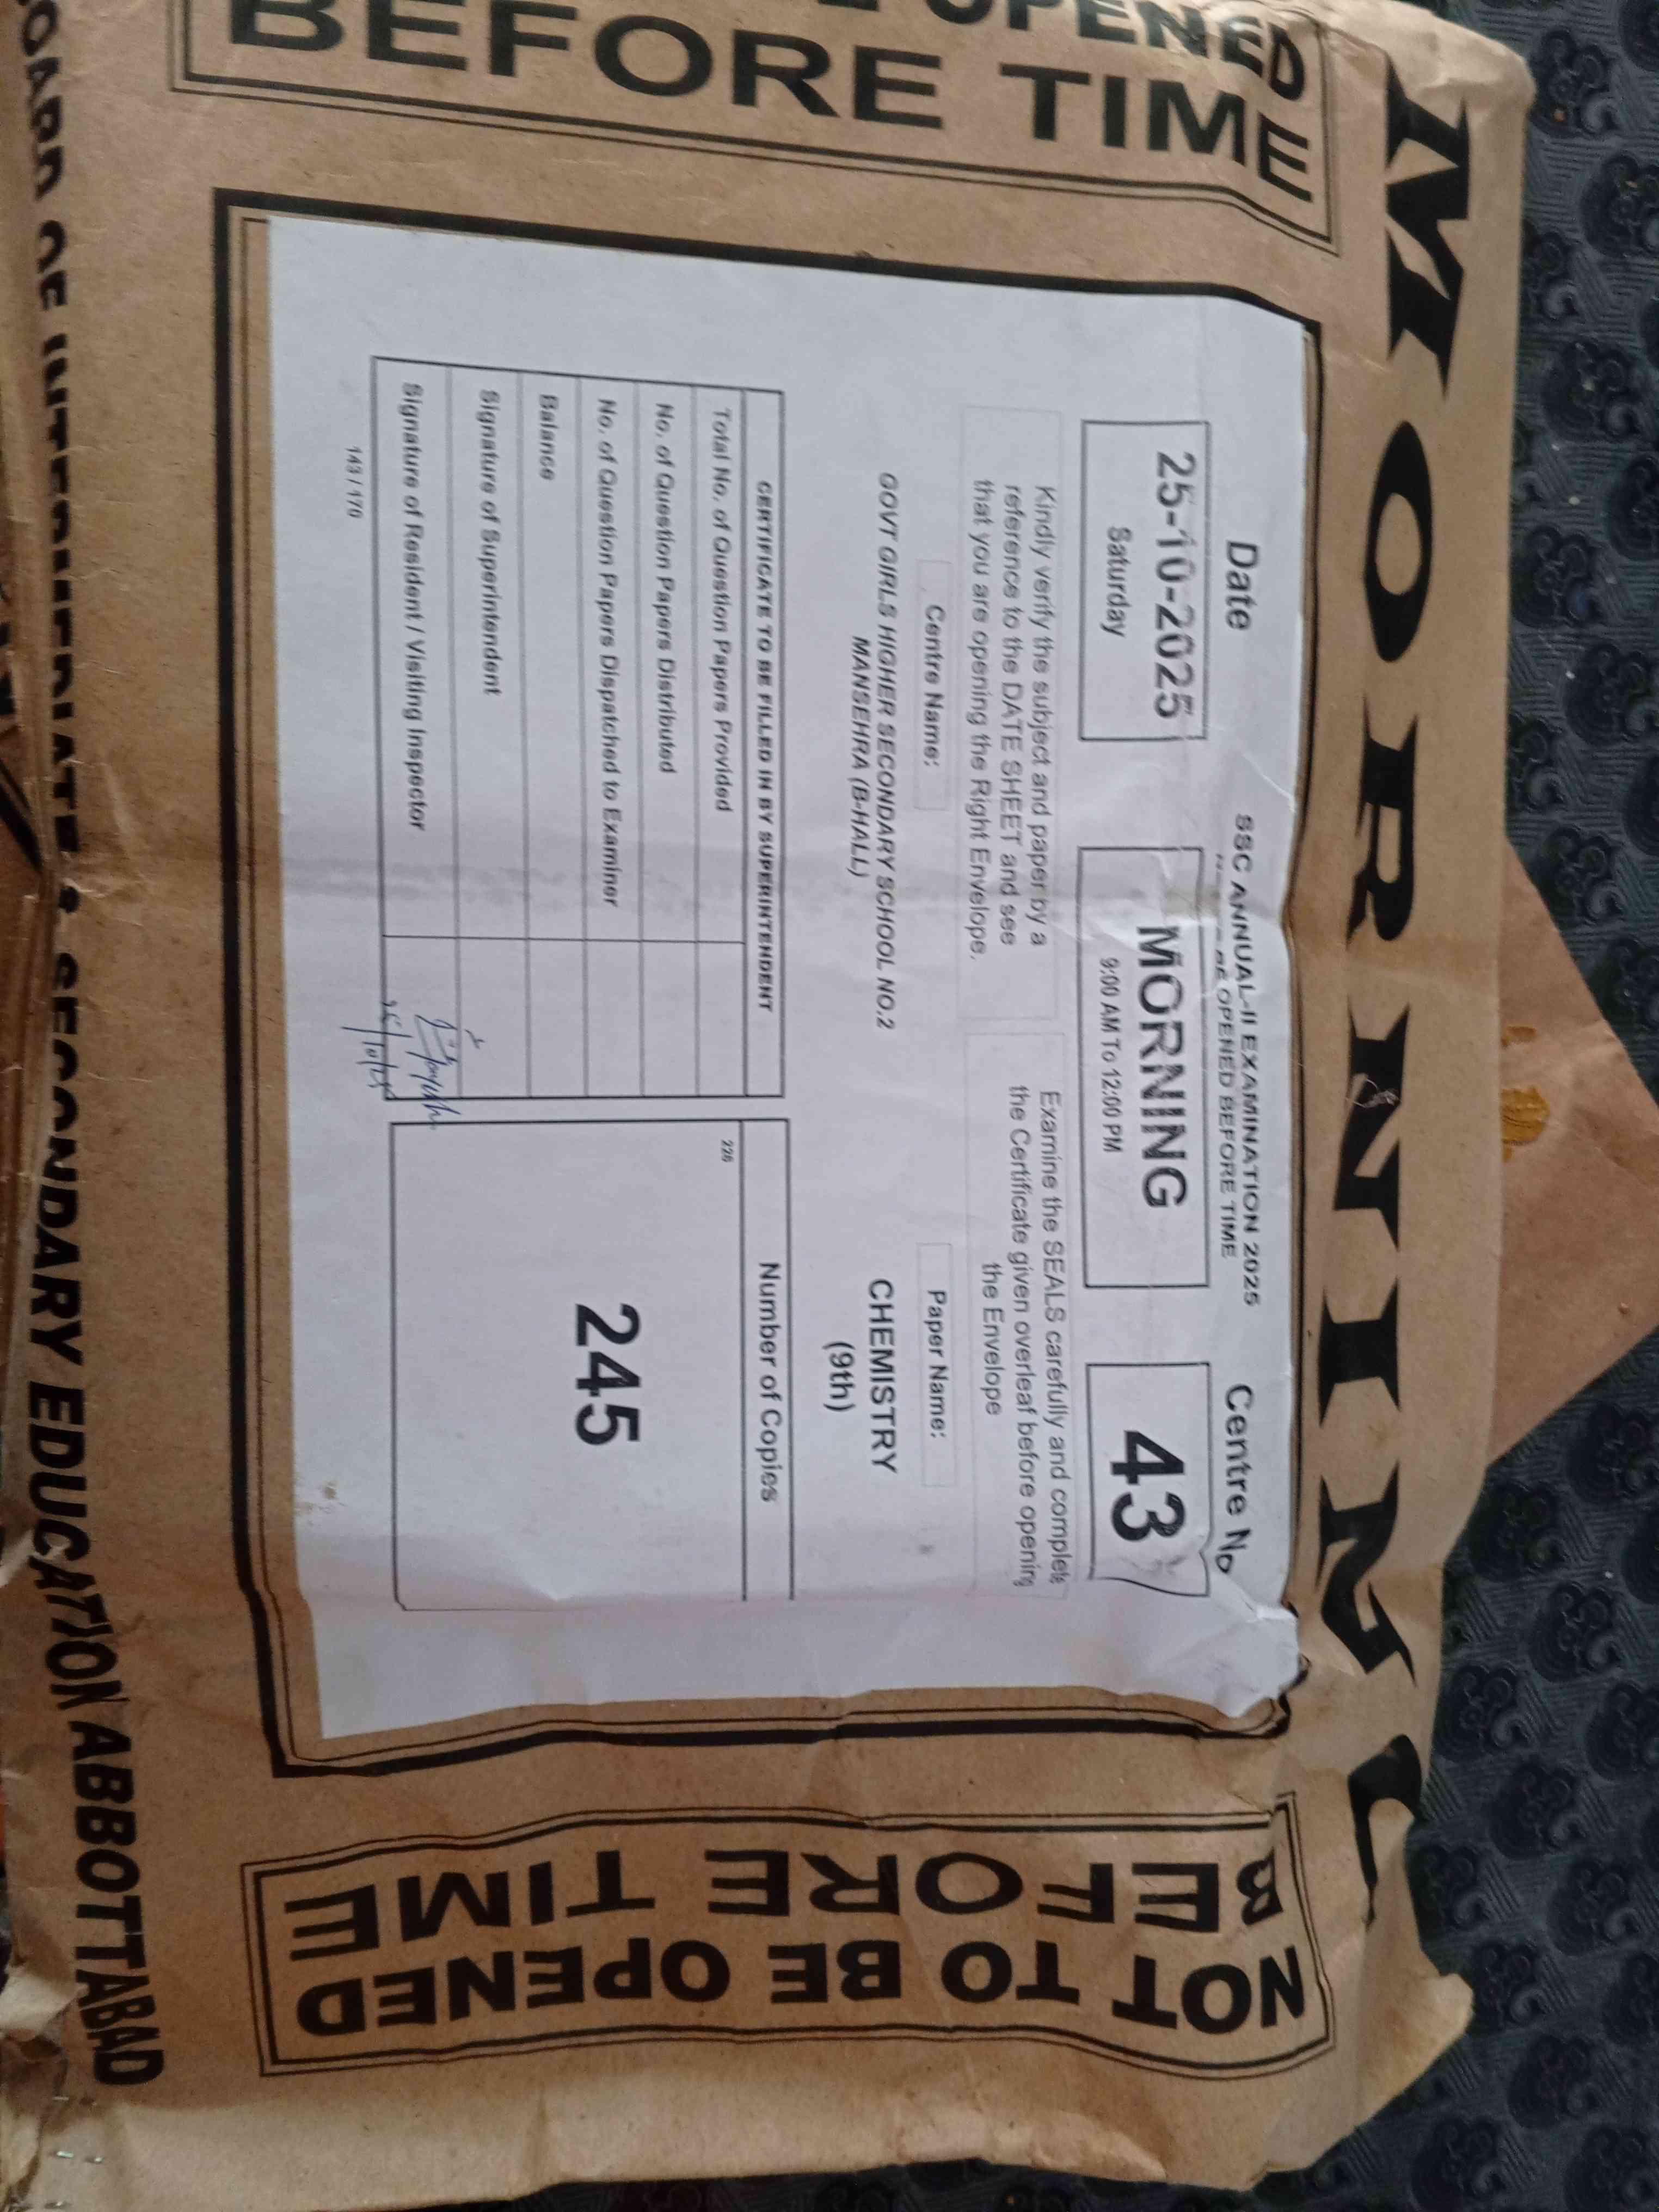 MORNING
OPENED
BEFORE TIME
Date
25-10-2025
Saturday
SSC ANNUAL-II EXAMINATION 2025
BE OPENED BEFORE TIME
MORNING
9:00 AM To 12:00 PM
Centre No
43
Kindly verify the subject and paper by a
reference to the DATE SHEET and see
that you are opening the Right Envelope.
Examine the SEALS carefully and complete
the Certificate given overleaf before opening
the Envelope
Centre Name:
GOVT GIRLS HIGHER SECONDARY SCHOOL NO.2
MANSEHRA (B-HALL)
Paper Name:
CHEMISTRY
(9th)
CERTIFICATE TO BE FILLED IN BY SUPERINTENDENT
Total No. of Question Papers Provided
No. of Question Papers Distributed
No. of Question Papers Dispatched to Examiner
Balance
Signature of Superintendent
Signature of Resident / Visiting Inspector
143 / 170
Number of Copies
226
245
NOT TO BE OPENED
BEFORE TIME
BOARD OF INTERMEDIATE & SECONDARY EDUCATION ABBOTTABAD